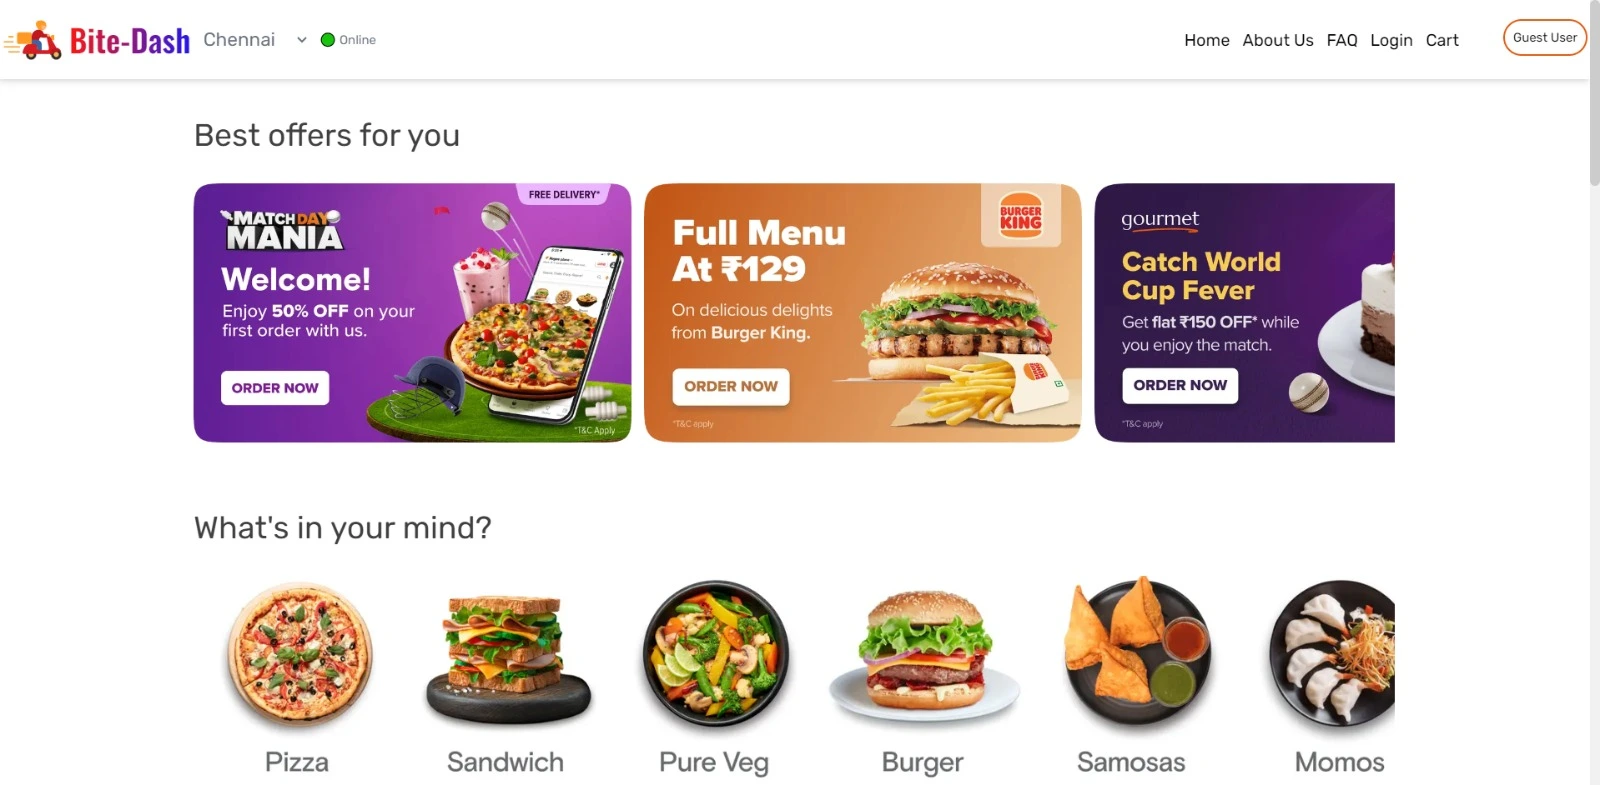 Bite-Dash
Chennai
Online
Home
About Us
FAQ
Login
Cart
Guest User
Best offers for you
FREE DELIVERY*
MATCH DAY
MANIA
Welcome!
Enjoy 50% OFF on your
first order with us.
ORDER NOW
*T&C Apply
BURGER
KING
Full Menu
At ₹129
On delicious delights
from Burger King.
ORDER NOW
*T&C apply
gourmet
Catch World
Cup Fever
Get flat ₹150 OFF* while
you enjoy the match.
ORDER NOW
*T&C apply
What's in your mind?
Pizza
Sandwich
Pure Veg
Burger
Samosas
Momos